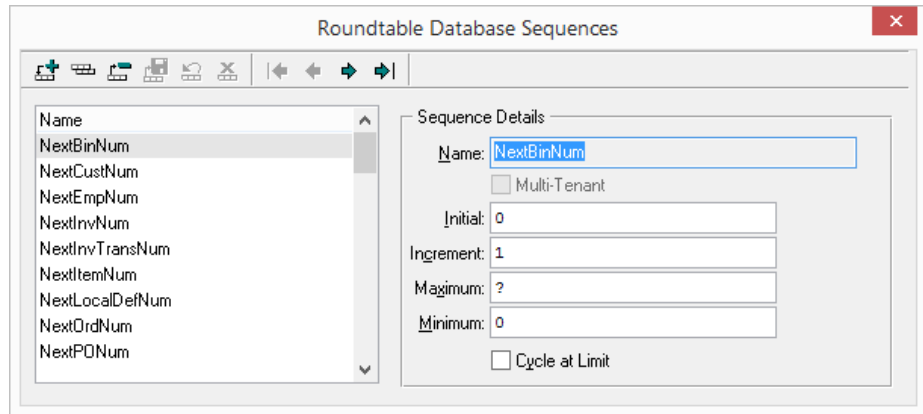 Roundtable Database Sequences
Name
NextBinNum
NextCustNum
NextEmpNum
NextInvNum
NextInvTransNum
NextItemNum
NextLocalDefNum
NextOrdNum
NextPONum
Sequence Details
Name: NextBinNum
Multi-Tenant
Initial: 0
Increment: 1
Maximum: ?
Minimum: 0
Cycle at Limit